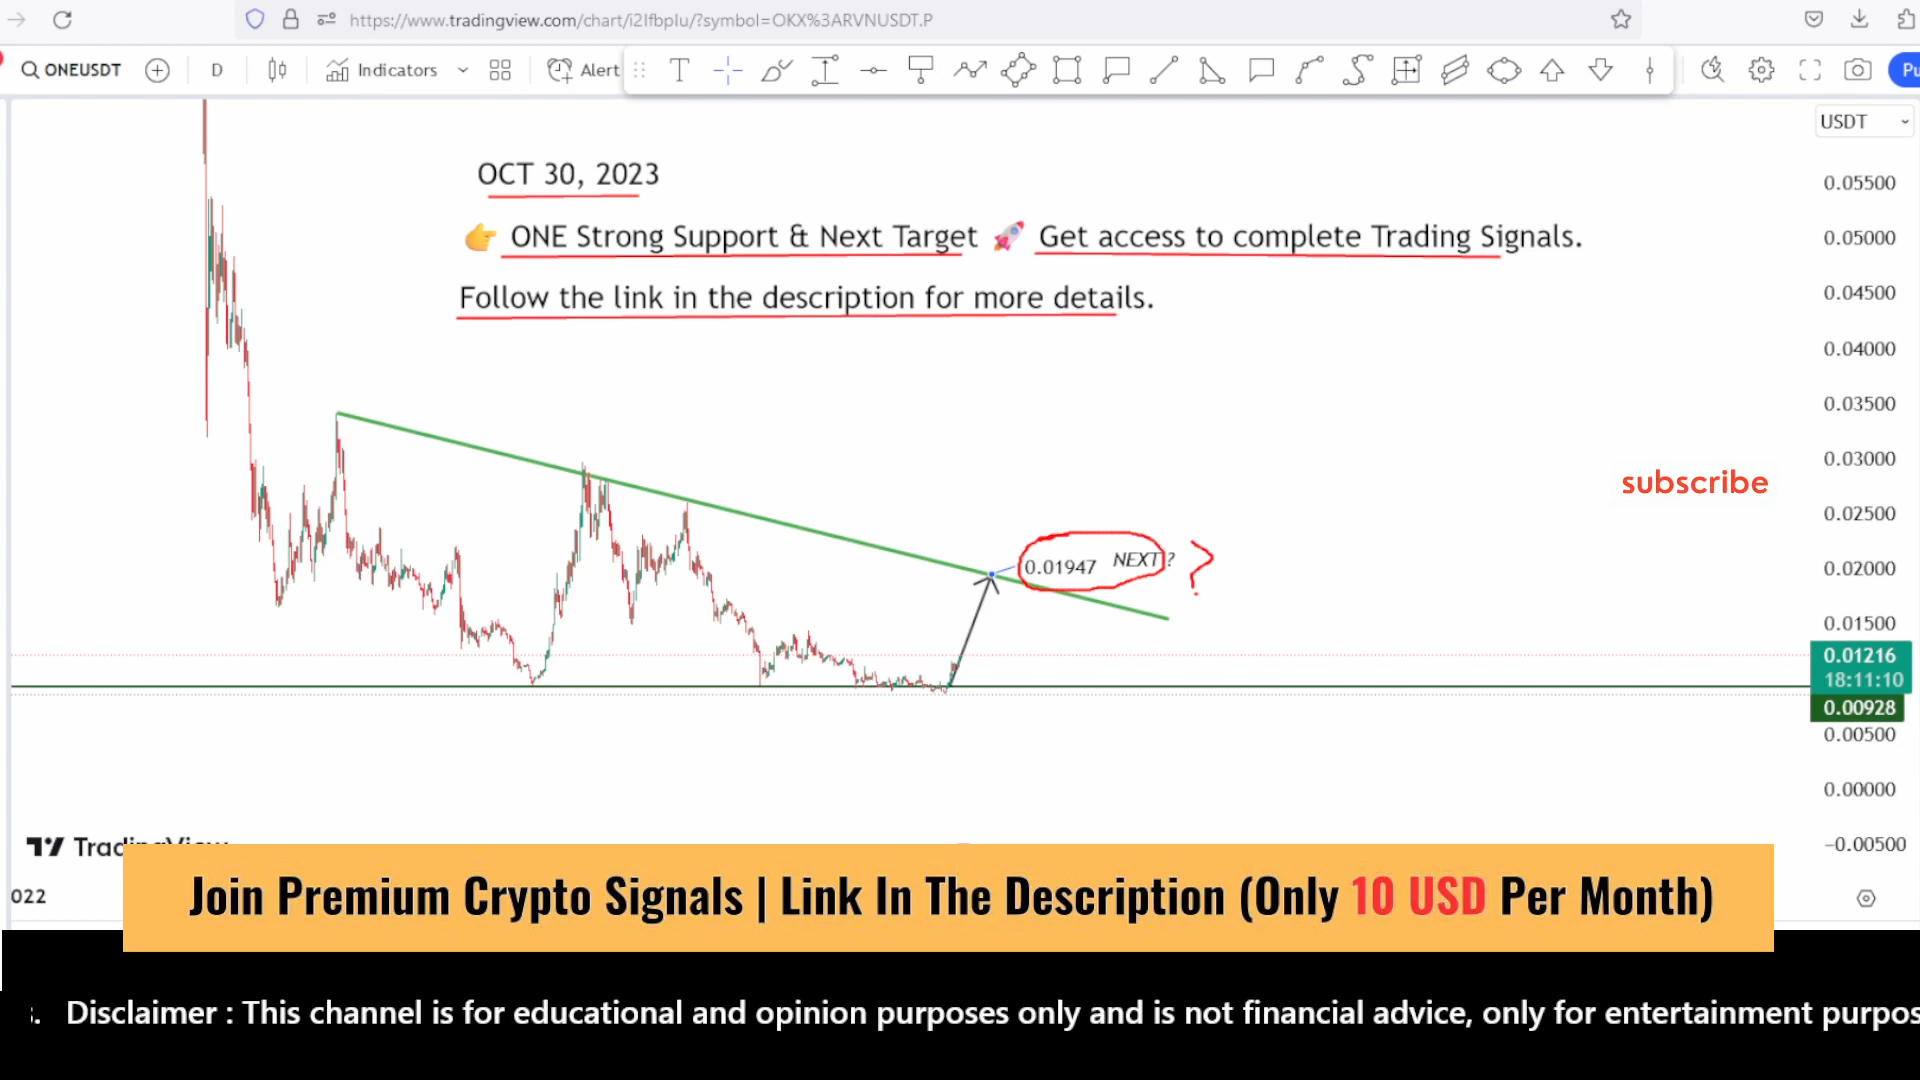 https://www.tradingview.com/chart/i2Ifbplu/?symbol=OKX%3ARVNUSDT.P
ONEUSDT
D
Indicators
Alert
USDT
OCT 30, 2023
👉 ONE Strong Support & Next Target 🚀 Get access to complete Trading Signals.
Follow the link in the description for more details.
0.05500
0.05000
0.04500
0.04000
0.03500
0.03000
subscribe
0.02500
0.01947 NEXT? ?
0.02000
0.01500
0.01216
18:11:10
0.00928
0.00500
0.00000
−0.00500
TradingView
022
Join Premium Crypto Signals | Link In The Description (Only 10 USD Per Month)
Disclaimer : This channel is for educational and opinion purposes only and is not financial advice, only for entertainment purpos